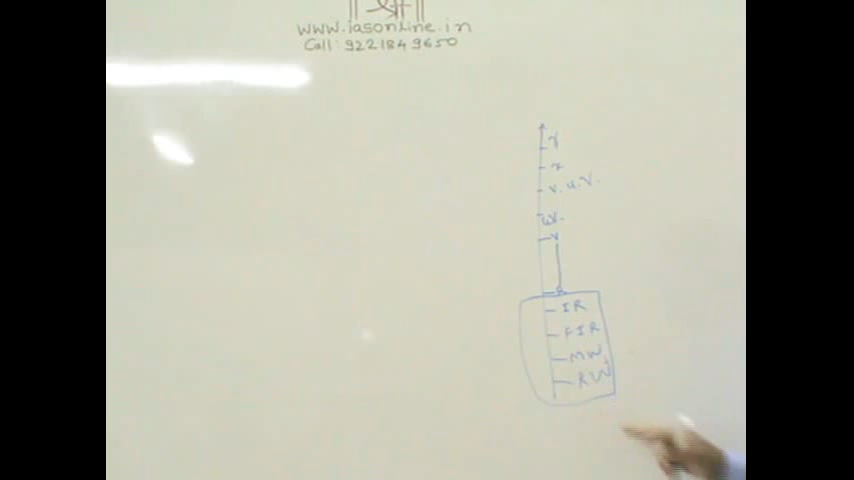 www.iasonline.in
Call: 9221849650
γ
x
v.u.V.
u.v.
V
R
IR
FIR
MW
RW